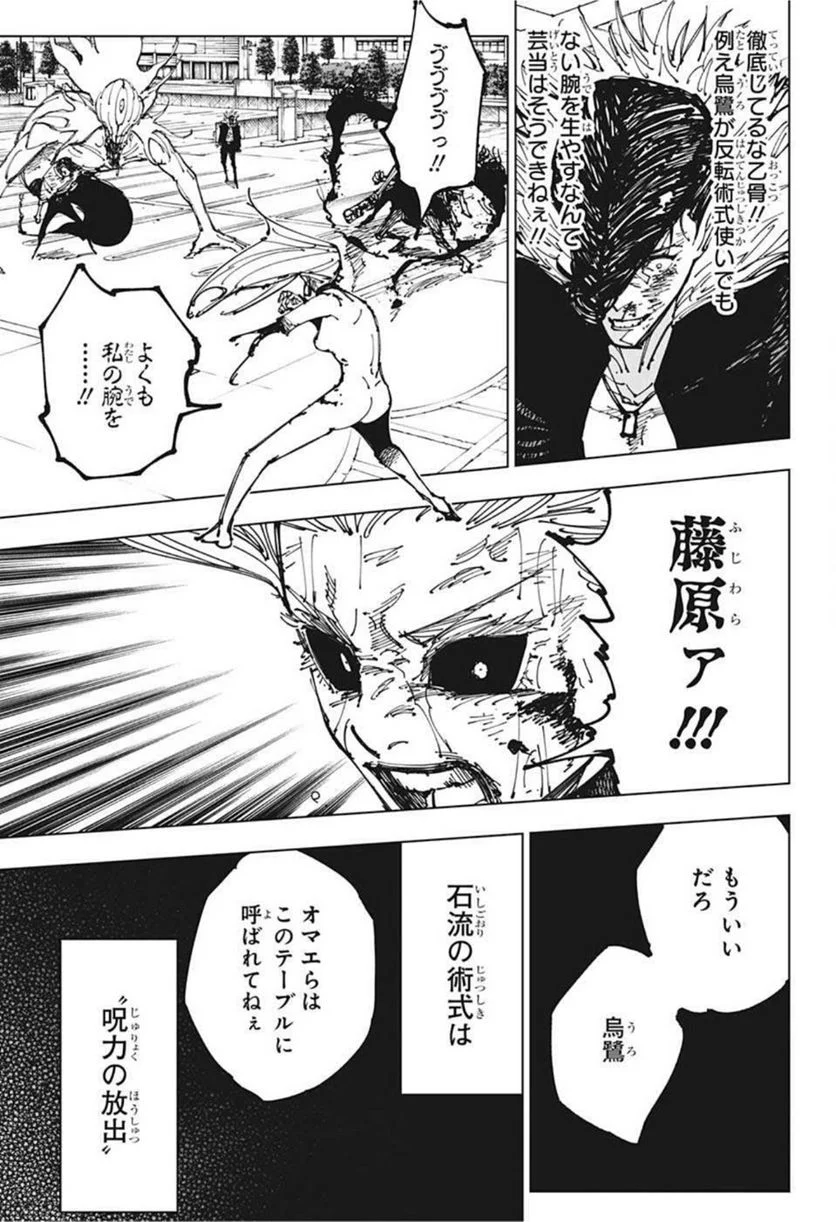 徹底してるな乙骨!!
例え烏鷺が反転術式使いでも
ない腕を生やすなんて
芸当はそうできねぇ!!
ゔゔゔゔっ!!
よくも
私の腕を
……!!
藤原ァ!!!
もういい
だろ
烏鷺
石流の術式は
オマエらは
このテーブルに
呼ばれてねぇ
〝呪力の放出〟